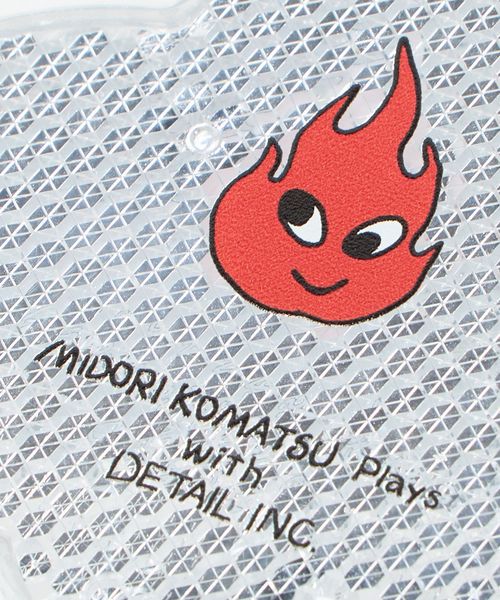 MIDORI KOMATSU Plays
with
DETAIL INC.